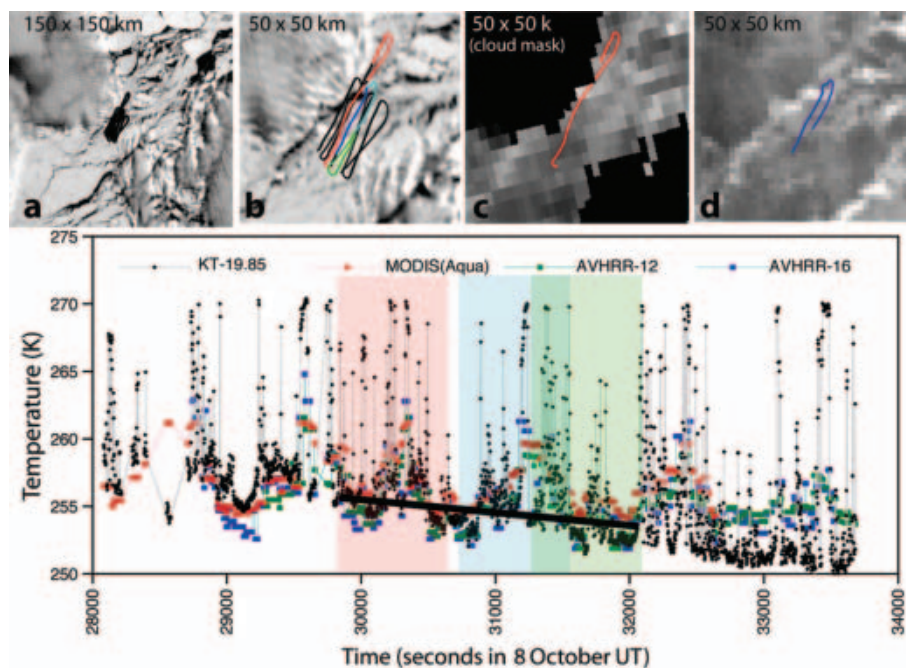 150 x 150 km
50 x 50 km
50 x 50 k
(cloud mask)
50 x 50 km
a
b
c
d
275
270
265
260
255
250
Temperature (K)
KT-19.85
MODIS(Aqua)
AVHRR-12
AVHRR-16
28000
29000
30000
31000
32000
33000
34000
Time (seconds in 8 October UT)